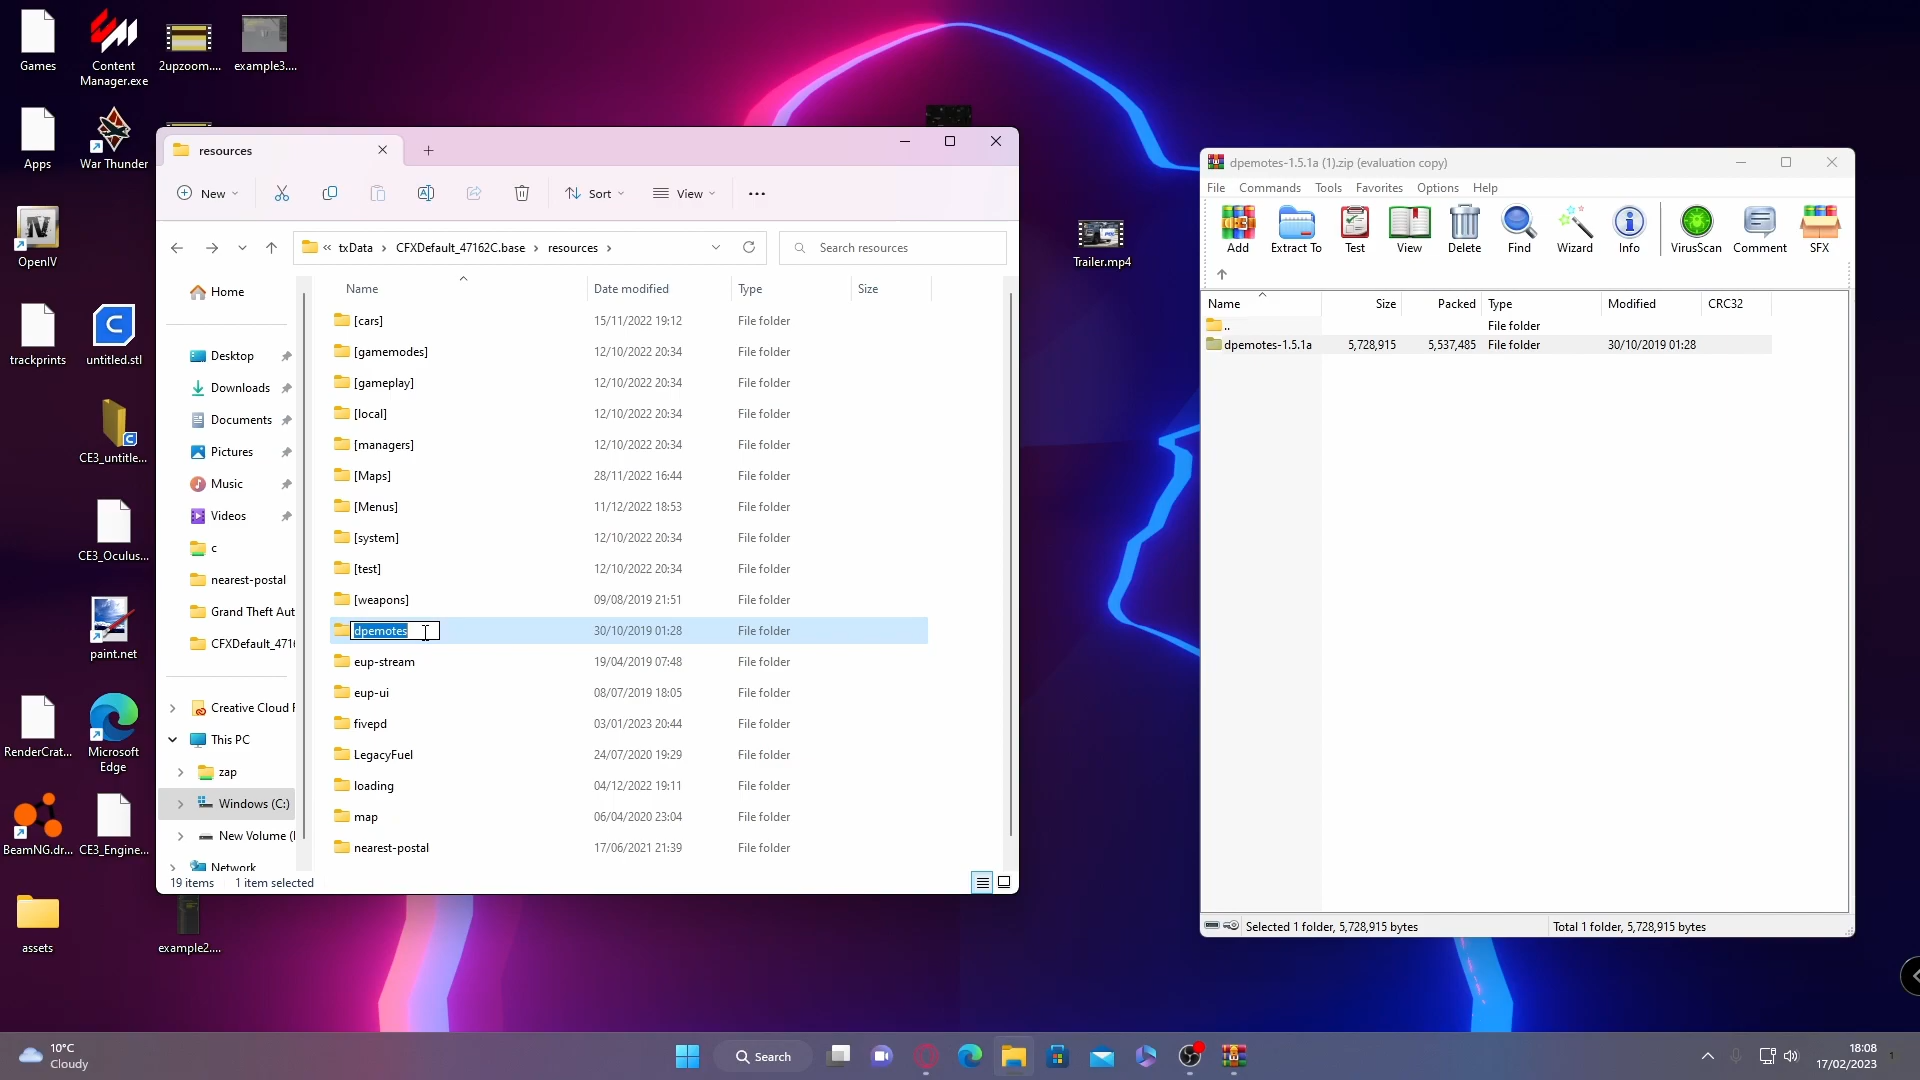 Games
Content
Manager.exe
2upzoom....
example3....
Apps
War Thunder
OpenIV
trackprints
untitled.stl
CE3_untitle...
CE3_Oculus...
paint.net
RenderCrat...
Microsoft
Edge
BeamNG.dr...
CE3_Engine...
assets
example2....
Trailer.mp4
resources
New
Sort
View
txData
CFXDefault_47162C.base
resources
Search resources
Home
Desktop
Downloads
Documents
Pictures
Music
Videos
c
nearest-postal
Grand Theft Aut
CFXDefault_4716
Creative Cloud F
This PC
zap
Windows (C:)
New Volume (
Network
Name Date modified Type Size
[cars] 15/11/2022 19:12 File folder
[gamemodes] 12/10/2022 20:34 File folder
[gameplay] 12/10/2022 20:34 File folder
[local] 12/10/2022 20:34 File folder
[managers] 12/10/2022 20:34 File folder
[Maps] 28/11/2022 16:44 File folder
[Menus] 11/12/2022 18:53 File folder
[system] 12/10/2022 20:34 File folder
[test] 12/10/2022 20:34 File folder
[weapons] 09/08/2019 21:51 File folder
dpemotes 30/10/2019 01:28 File folder
eup-stream 19/04/2019 07:48 File folder
eup-ui 08/07/2019 18:05 File folder
fivepd 03/01/2023 20:44 File folder
LegacyFuel 24/07/2020 19:29 File folder
loading 04/12/2022 19:11 File folder
map 06/04/2020 23:04 File folder
nearest-postal 17/06/2021 21:39 File folder
19 items 1 item selected
dpemotes-1.5.1a (1).zip (evaluation copy)
File Commands Tools Favorites Options Help
Add Extract To Test View Delete Find Wizard Info VirusScan Comment SFX
Name Size Packed Type Modified CRC32
.. File folder
dpemotes-1.5.1a 5,728,915 5,537,485 File folder 30/10/2019 01:28
Selected 1 folder, 5,728,915 bytes Total 1 folder, 5,728,915 bytes
10°C
Cloudy
Search
18:08
17/02/2023
1